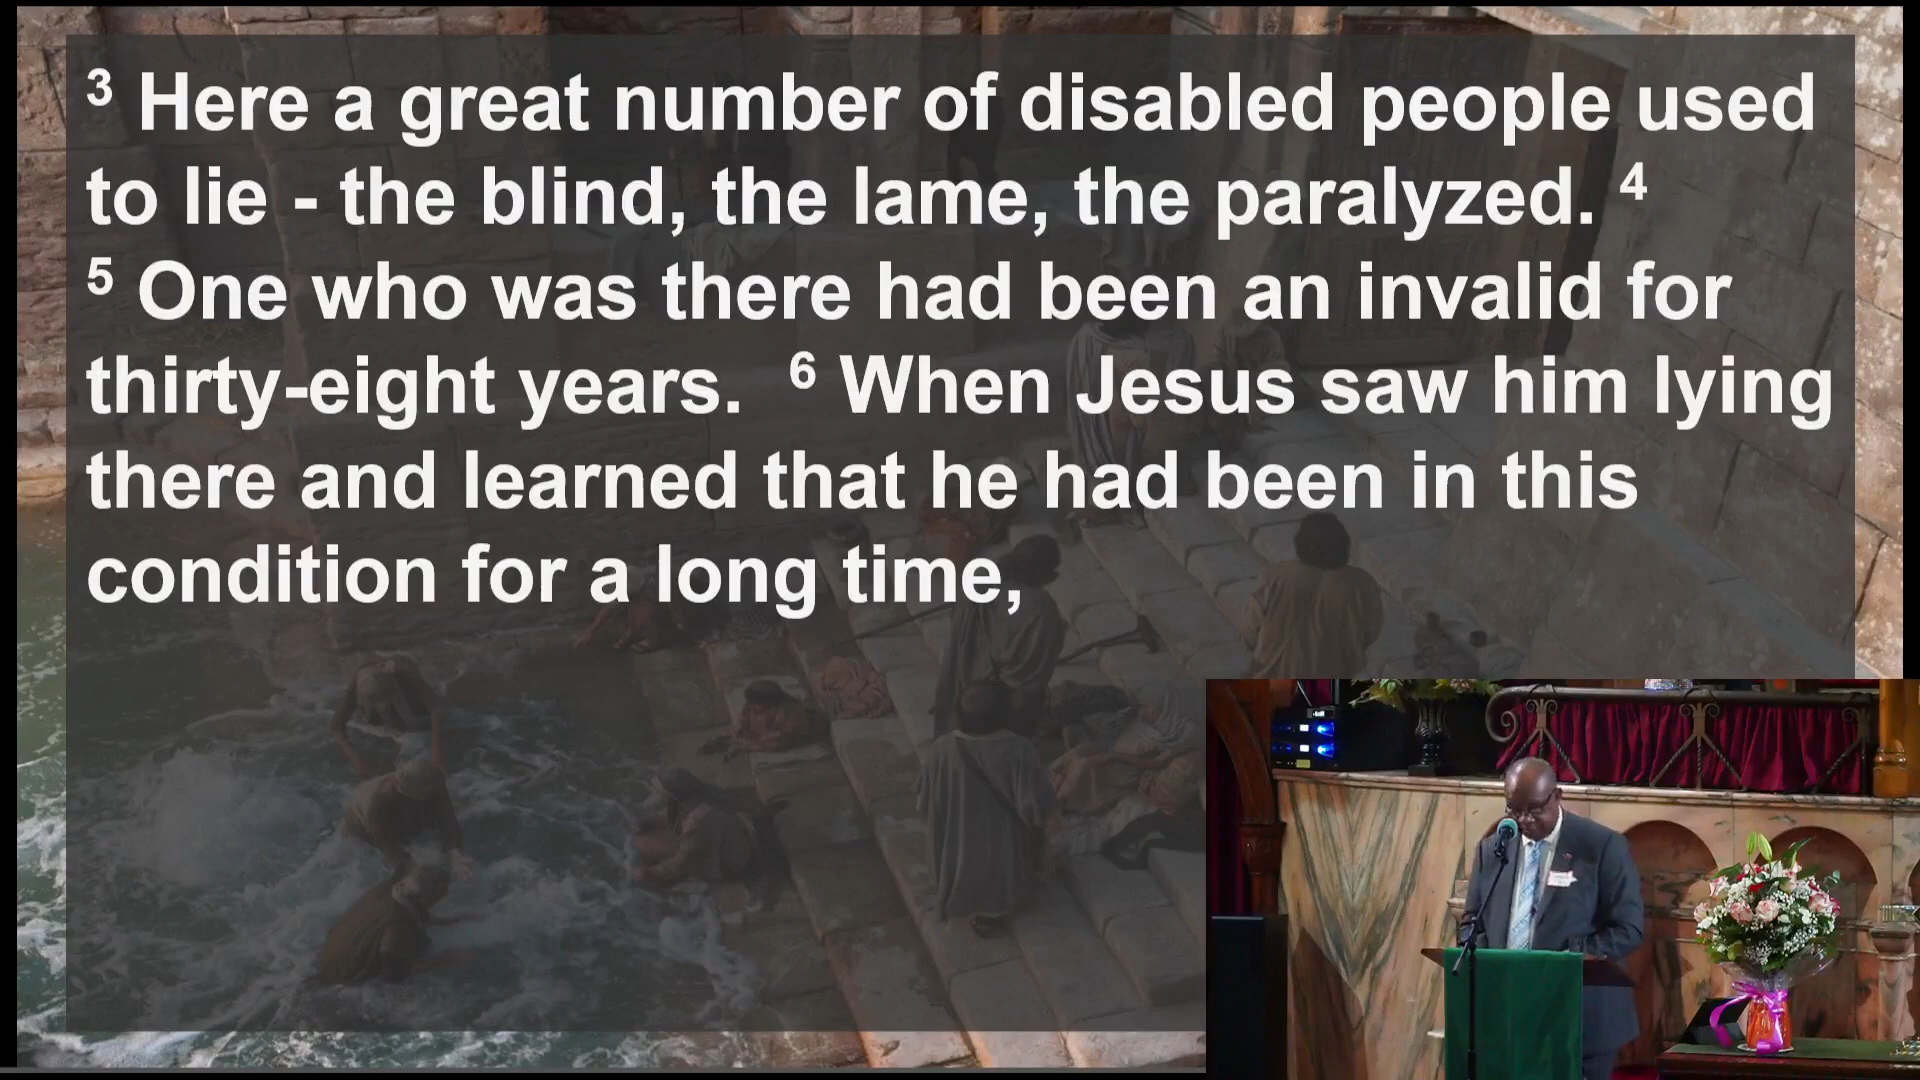 ³ Here a great number of disabled people used
to lie - the blind, the lame, the paralyzed. ⁴
⁵ One who was there had been an invalid for
thirty-eight years. ⁶ When Jesus saw him lying
there and learned that he had been in this
condition for a long time,